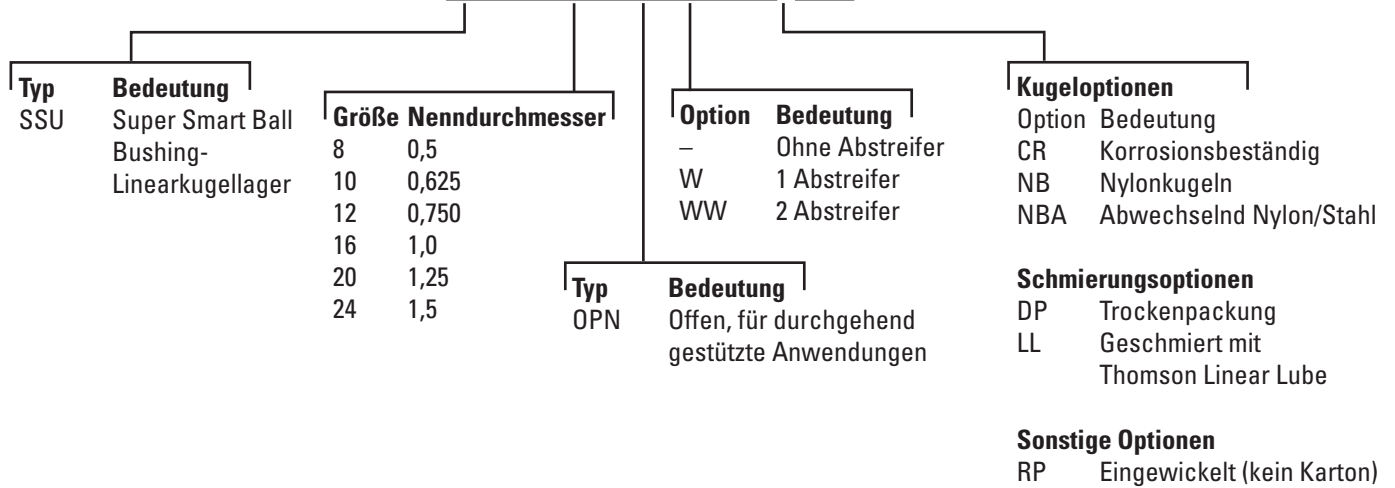 Typ Bedeutung
SSU Super Smart Ball
Bushing-
Linearkugellager
Größe Nenndurchmesser
8 0,5
10 0,625
12 0,750
16 1,0
20 1,25
24 1,5
Typ Bedeutung
OPN Offen, für durchgehend
gestützte Anwendungen
Option Bedeutung
– Ohne Abstreifer
W 1 Abstreifer
WW 2 Abstreifer
Kugeloptionen
Option Bedeutung
CR Korrosionsbeständig
NB Nylonkugeln
NBA Abwechselnd Nylon/Stahl
Schmierungsoptionen
DP Trockenpackung
LL Geschmiert mit
Thomson Linear Lube
Sonstige Optionen
RP Eingewickelt (kein Karton)